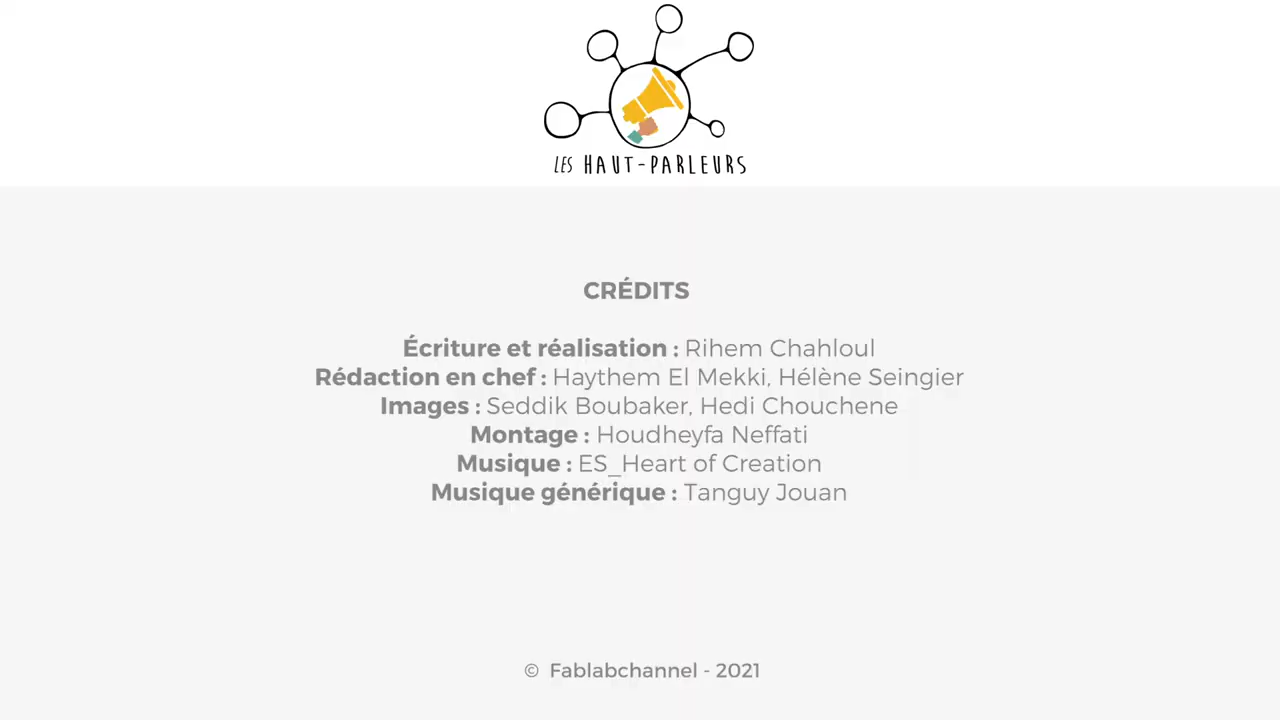 LES HAUT-PARLEURS
CRÉDITS
Écriture et réalisation : Rihem Chahloul
Rédaction en chef : Haythem El Mekki, Hélène Seingier
Images : Seddik Boubaker, Hedi Chouchene
Montage : Houdheyfa Neffati
Musique : ES_Heart of Creation
Musique générique : Tanguy Jouan
© Fablabchannel - 2021